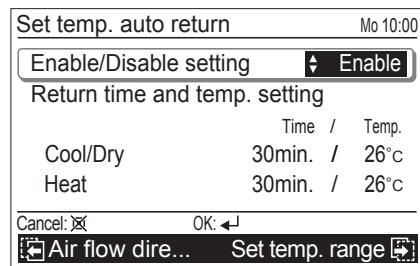 Set temp. auto return Mo 10:00
Enable/Disable setting Enable
Return time and temp. setting
Time / Temp.
Cool/Dry 30min. / 26°C
Heat 30min. / 26°C
Cancel: OK:
Air flow dire... Set temp. range